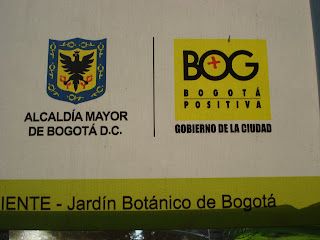 ALCALDÍA MAYOR
DE BOGOTÁ D.C.
BOG
BOGOTÁ
POSITIVA
GOBIERNO DE LA CIUDAD
IENTE - Jardín Botánico de Bogotá